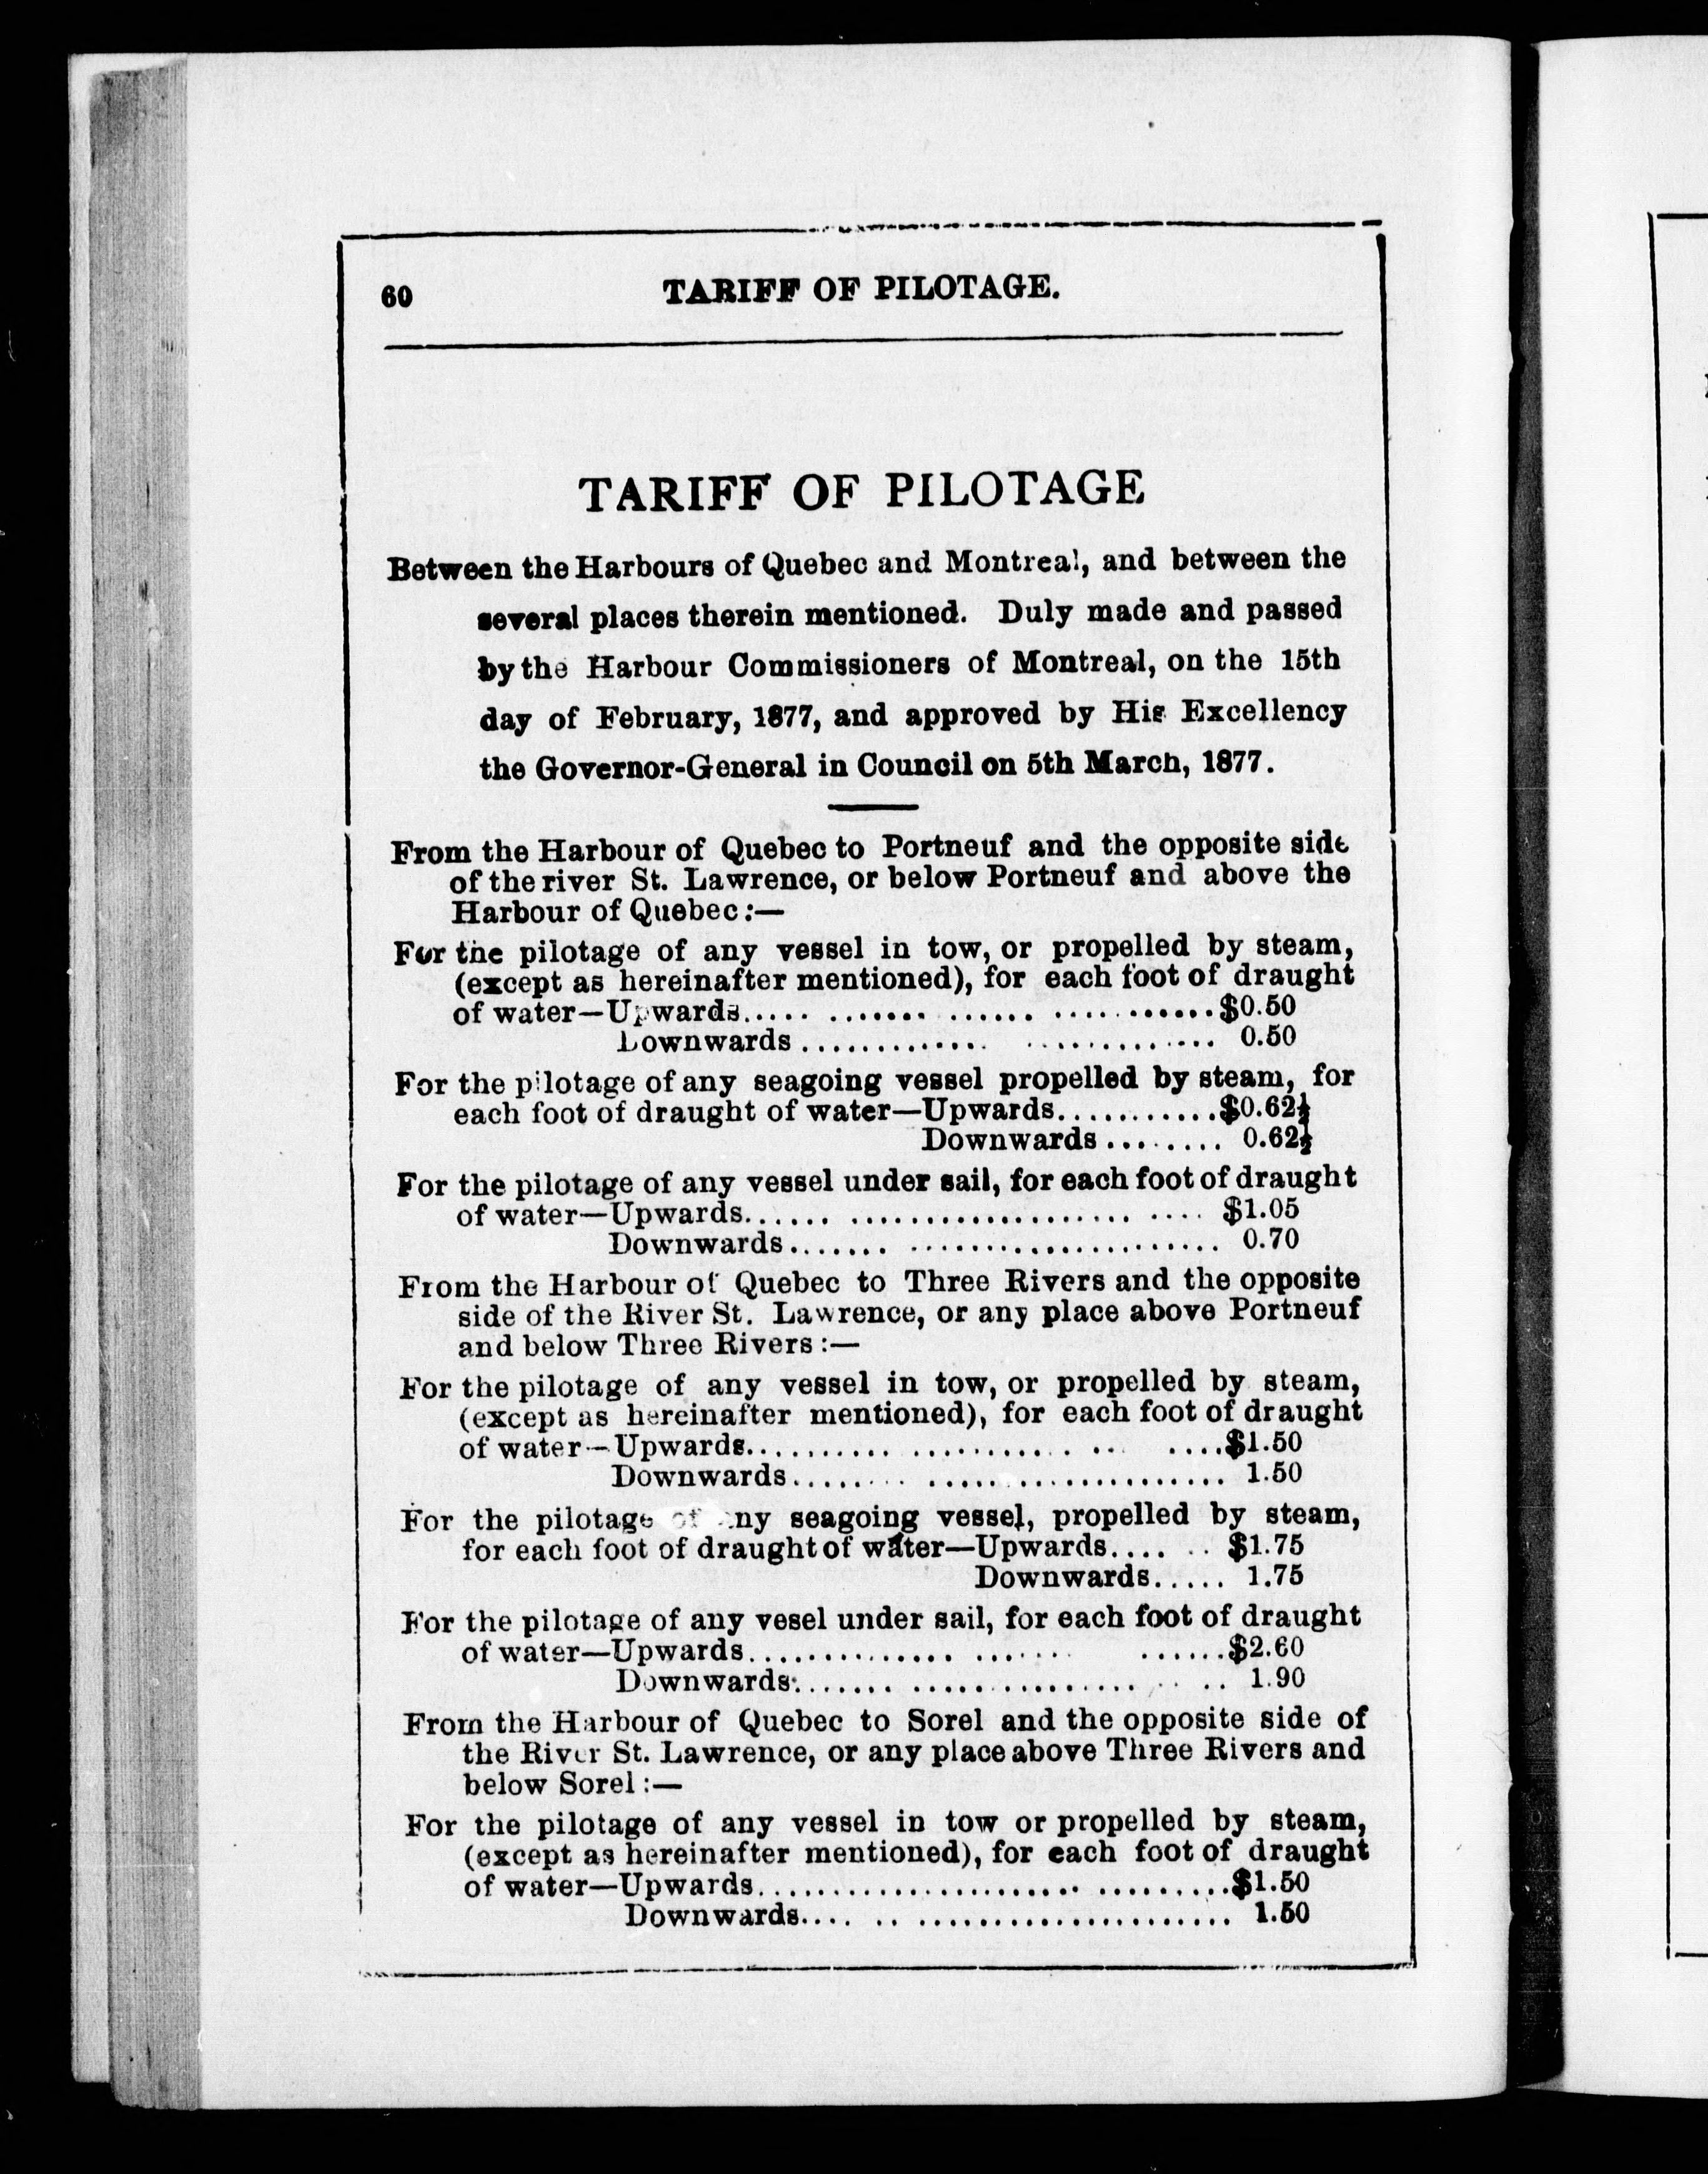 60 TARIFF OF PILOTAGE.
TARIFF OF PILOTAGE
Between the Harbours of Quebec and Montreal, and between the
several places therein mentioned. Duly made and passed
by the Harbour Commissioners of Montreal, on the 15th
day of February, 1877, and approved by His Excellency
the Governor-General in Council on 5th March, 1877.
From the Harbour of Quebec to Portneuf and the opposite side
of the river St. Lawrence, or below Portneuf and above the
Harbour of Quebec:—
For the pilotage of any vessel in tow, or propelled by steam,
(except as hereinafter mentioned), for each foot of draught
of water—Upwards..... ....... ...... ...........$0.50
Downwards ............. ............. 0.50
For the pilotage of any seagoing vessel propelled by steam, for
each foot of draught of water—Upwards...........$0.62½
Downwards ........ 0.62½
For the pilotage of any vessel under sail, for each foot of draught
of water—Upwards...... ................... .... $1.05
Downwards....... ..................... 0.70
From the Harbour of Quebec to Three Rivers and the opposite
side of the River St. Lawrence, or any place above Portneuf
and below Three Rivers:—
For the pilotage of any vessel in tow, or propelled by steam,
(except as hereinafter mentioned), for each foot of draught
of water—Upwards.......... ........... .. ....$1.50
Downwards........ .................... 1.50
For the pilotage of any seagoing vessel, propelled by steam,
for each foot of draught of water—Upwards.... .. $1.75
Downwards..... 1.75
For the pilotage of any vesel under sail, for each foot of draught
of water—Upwards.............. ....... ......$2.60
Downwards....... ............... .. .. 1.90
From the Harbour of Quebec to Sorel and the opposite side of
the River St. Lawrence, or any place above Three Rivers and
below Sorel:—
For the pilotage of any vessel in tow or propelled by steam,
(except as hereinafter mentioned), for each foot of draught
of water—Upwards...................... .........$1.50
Downwards.... .. ..................... 1.50